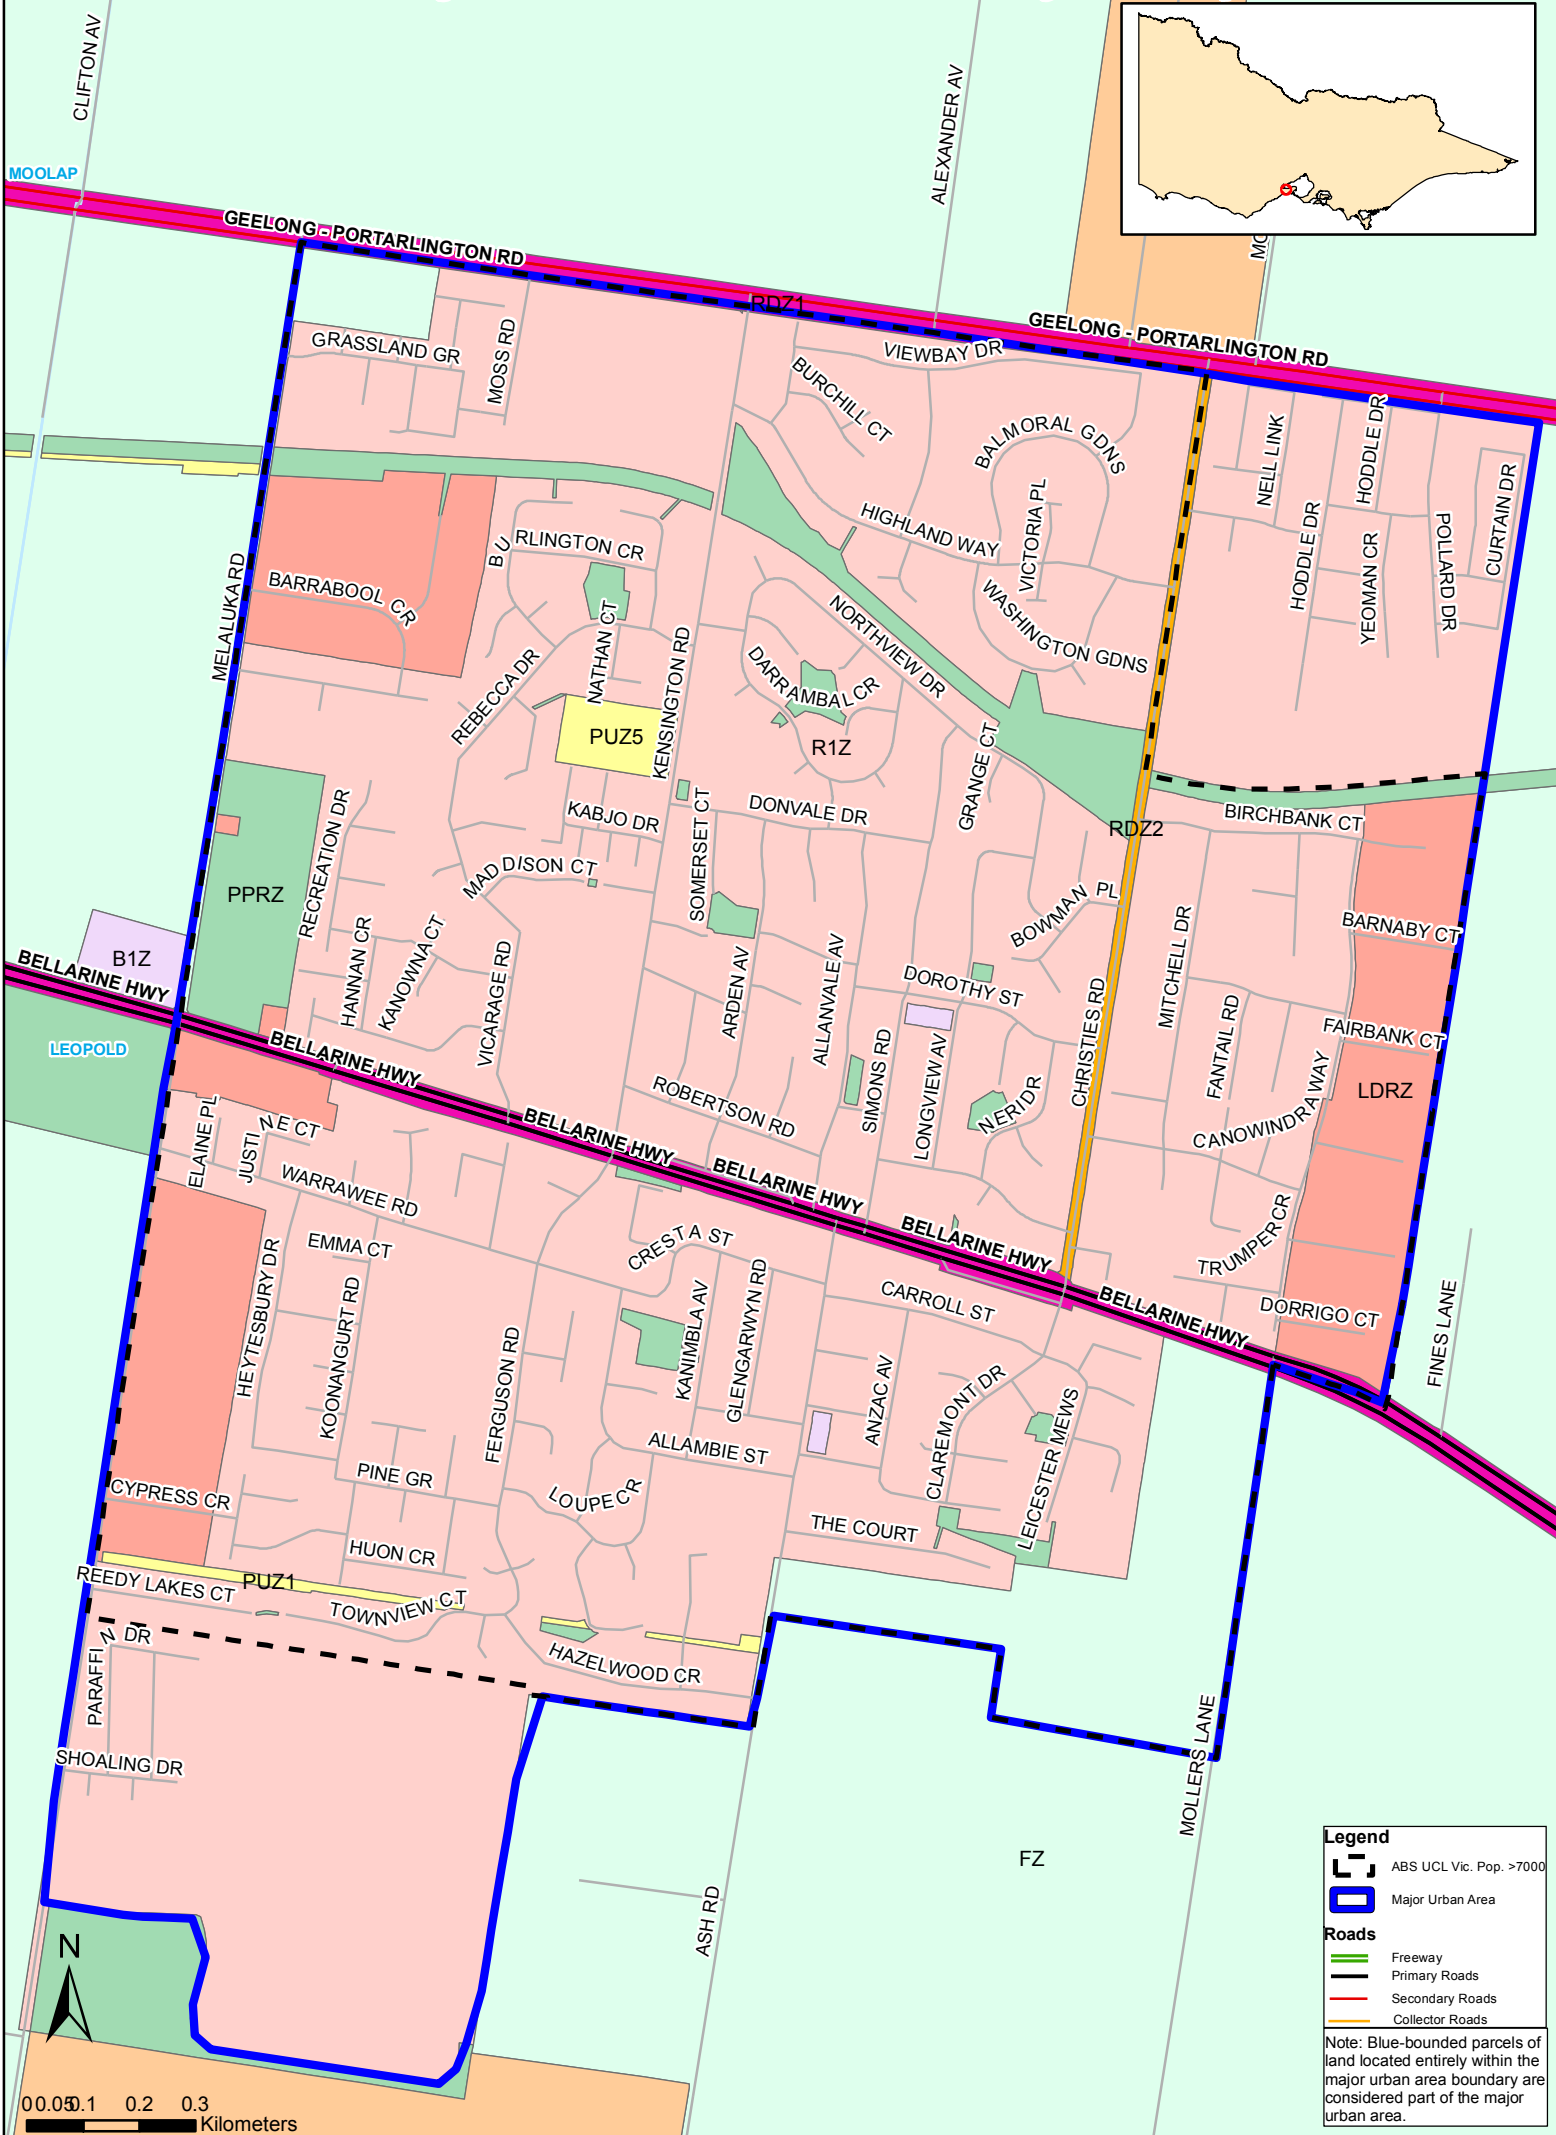 CLIFTON AV
ALEXANDER AV
MOOLAP
GEELONG - PORTARLINGTON RD
RDZ1
GEELONG - PORTARLINGTON RD
GRASSLAND GR
MOSS RD
VIEWBAY DR
BURCHILL CT
BALMORAL GDNS
NELL LINK
HODDLE DR
CURTAIN DR
HIGHLAND WAY
VICTORIA PL
HODDLE DR
YEOMAN CR
POLLARD DR
BURLINGTON CR
BARRABOOL CR
MELALUKA RD
NATHAN CT
WASHINGTON GDNS
NORTHVIEW DR
DARRAMBAL CR
REBECCA DR
KENSINGTON RD
PUZ5
R1Z
GRANGE CT
KABJO DR
SOMERSET CT
DONVALE DR
RDZ2
BIRCHBANK CT
RECREATION DR
MADDISON CT
PPRZ
BOWMAN PL
BARNABY CT
B1Z
BELLARINE HWY
HANNAN CR
KANOWNA CT
VICARAGE RD
ARDEN AV
ALLANVALE AV
DOROTHY ST
MITCHELL DR
LEOPOLD
BELLARINE HWY
SIMONS RD
LONGVIEW AV
CHRISTIES RD
FANTAIL RD
FAIRBANK CT
LDRZ
ROBERTSON RD
NERI DR
CANOWINDRA WAY
ELAINE PL
JUSTINE CT
BELLARINE HWY
BELLARINE HWY
BELLARINE HWY
WARRAWEE RD
EMMA CT
CRESTA ST
TRUMPER CR
HEYTESBURY DR
KOONANGURT RD
KANIMBLA AV
GLENGARWYN RD
CARROLL ST
BELLARINE HWY
DORRIGO CT
FINES LANE
FERGUSON RD
ANZAC AV
CLAREMONT DR
LEICESTER MEWS
ALLAMBIE ST
PINE GR
CYPRESS CR
LOUPE CR
THE COURT
HUON CR
PUZ1
REEDY LAKES CT
TOWNVIEW CT
PARAFFIN DR
HAZELWOOD CR
SHOALING DR
MOLLERS LANE
FZ
ASH RD
N
0 0.05 0.1 0.2 0.3
Kilometers
Legend
ABS UCL Vic. Pop. >7000
Major Urban Area
Roads
Freeway
Primary Roads
Secondary Roads
Collector Roads
Note: Blue-bounded parcels of
land located entirely within the
major urban area boundary are
considered part of the major
urban area.